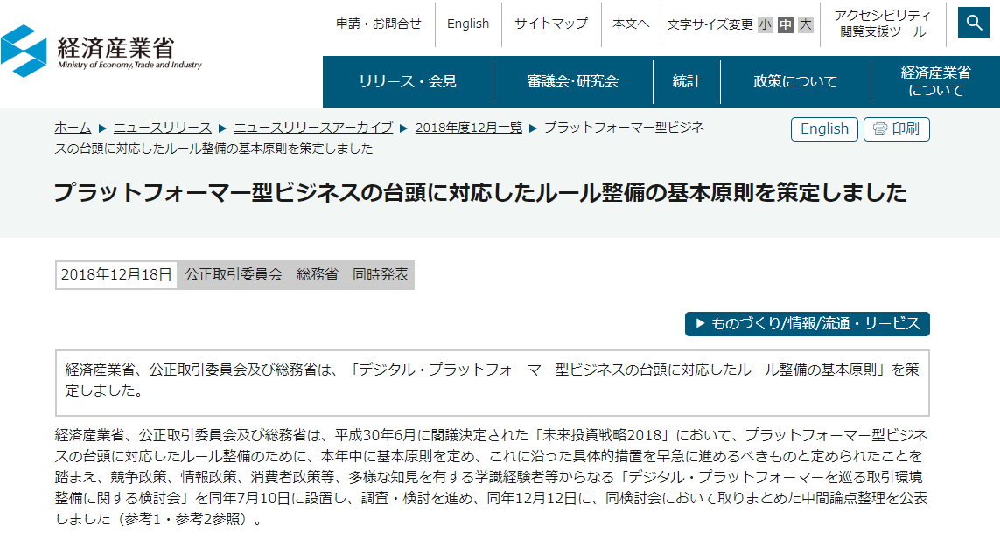 申請・お問合せ
English
サイトマップ
本文へ
文字サイズ変更 小 中 大
アクセシビリティ
閲覧支援ツール
経済産業省
Ministry of Economy, Trade and Industry
リリース・会見
審議会・研究会
統計
政策について
経済産業省
について
ホーム ▶ ニュースリリース ▶ ニュースリリースアーカイブ ▶ 2018年度12月一覧 ▶ プラットフォーマー型ビジネ
スの台頭に対応したルール整備の基本原則を策定しました
English
印刷
プラットフォーマー型ビジネスの台頭に対応したルール整備の基本原則を策定しました
2018年12月18日 公正取引委員会 総務省 同時発表
▶ ものづくり/情報/流通・サービス
経済産業省、公正取引委員会及び総務省は、「デジタル・プラットフォーマー型ビジネスの台頭に対応したルール整備の基本原則」を策
定しました。
経済産業省、公正取引委員会及び総務省は、平成30年6月に閣議決定された「未来投資戦略2018」において、プラットフォーマー型ビジネ
スの台頭に対応したルール整備のために、本年中に基本原則を定め、これに沿った具体的措置を早急に進めるべきものと定められたことを
踏まえ、競争政策、情報政策、消費者政策等、多様な知見を有する学識経験者等からなる「デジタル・プラットフォーマーを巡る取引環境
整備に関する検討会」を同年7月10日に設置し、調査・検討を進め、同年12月12日に、同検討会において取りまとめた中間論点整理を公表
しました（参考1・参考2参照）。